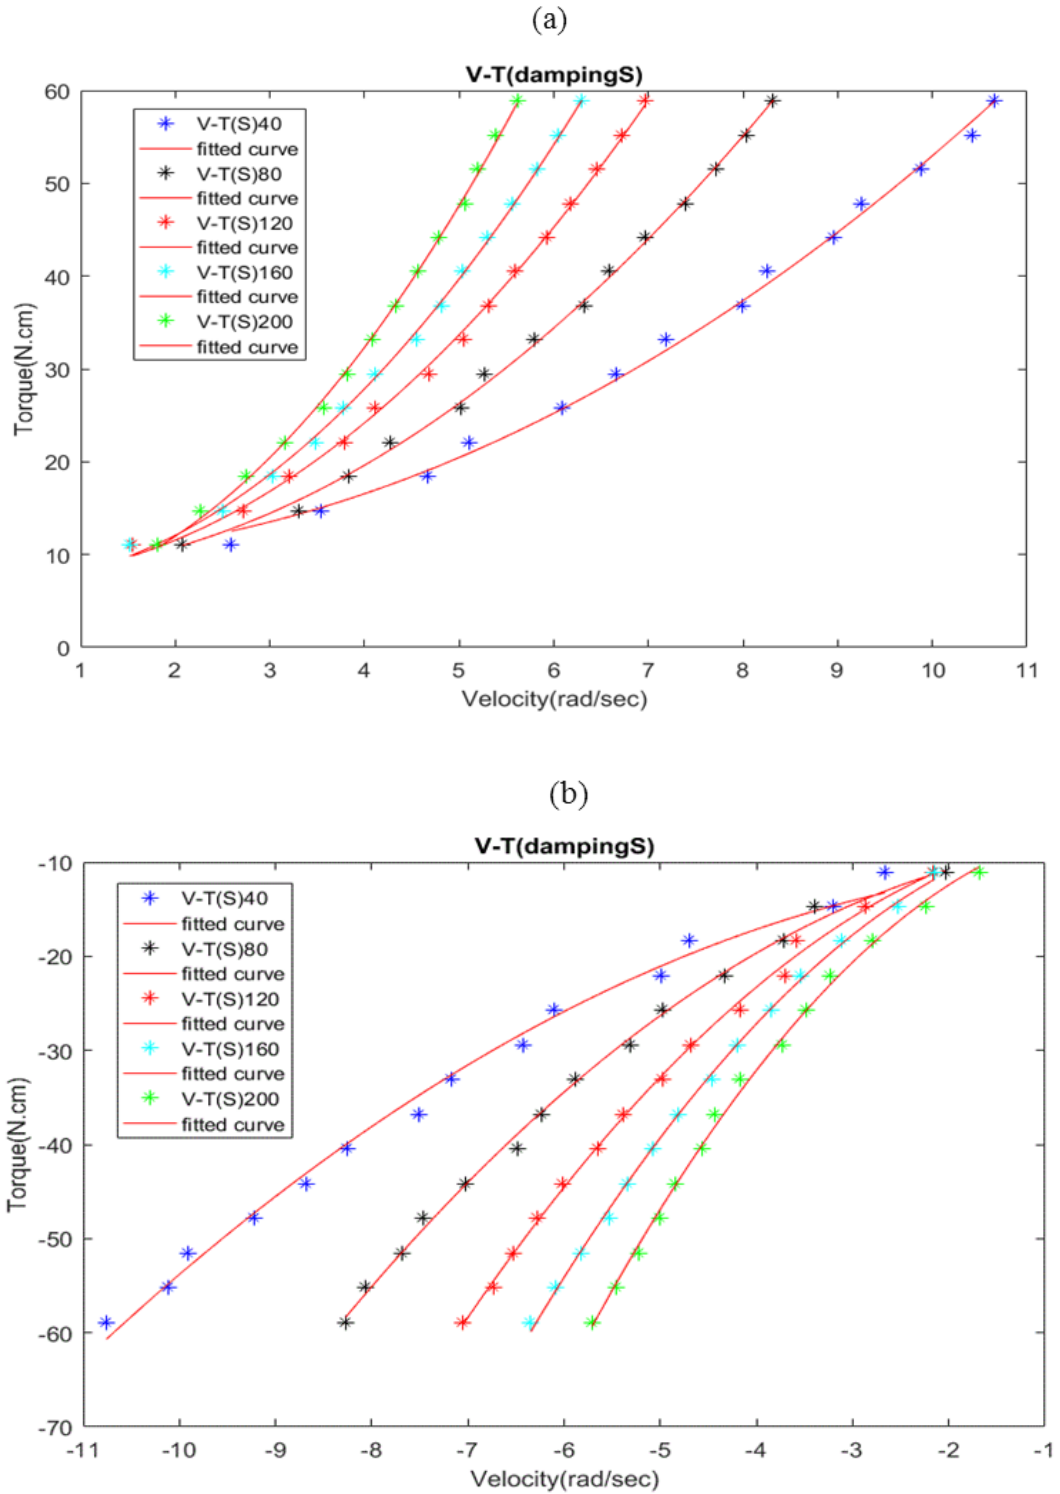 (a)
V-T(dampingS)
60
50
40
30
20
10
0
Torque(N.cm)
V-T(S)40
fitted curve
V-T(S)80
fitted curve
V-T(S)120
fitted curve
V-T(S)160
fitted curve
V-T(S)200
fitted curve
1 2 3 4 5 6 7 8 9 10 11
Velocity(rad/sec)
(b)
V-T(dampingS)
-10
-20
-30
-40
-50
-60
-70
Torque(N.cm)
V-T(S)40
fitted curve
V-T(S)80
fitted curve
V-T(S)120
fitted curve
V-T(S)160
fitted curve
V-T(S)200
fitted curve
-11 -10 -9 -8 -7 -6 -5 -4 -3 -2 -1
Velocity(rad/sec)